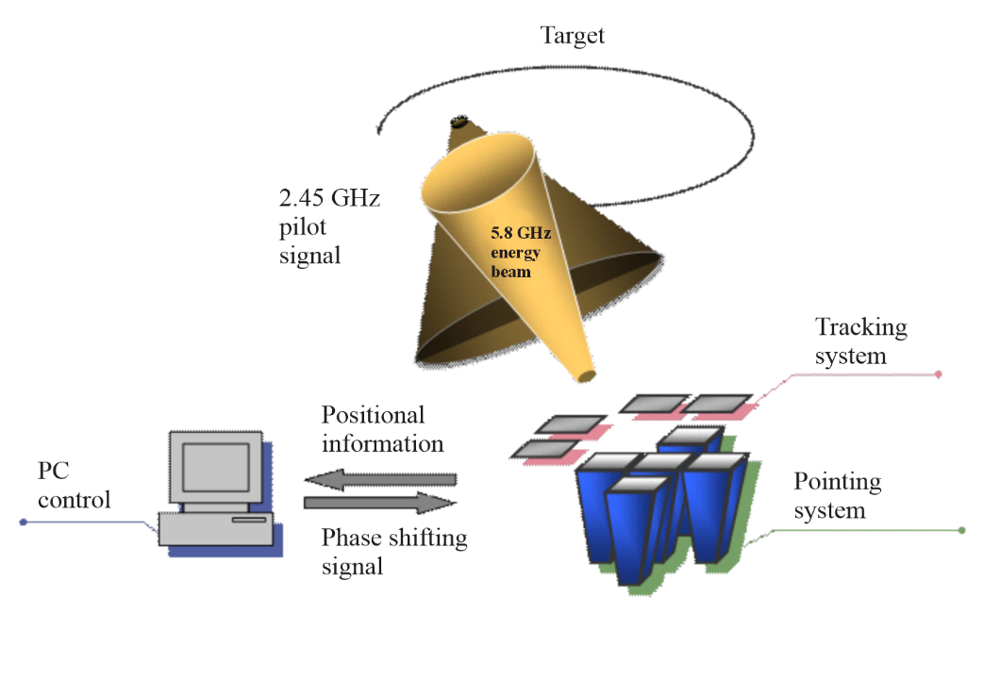 Target
2.45 GHz
pilot
signal
5.8 GHz
energy
beam
Tracking
system
Positional
information
PC
control
Pointing
system
Phase shifting
signal